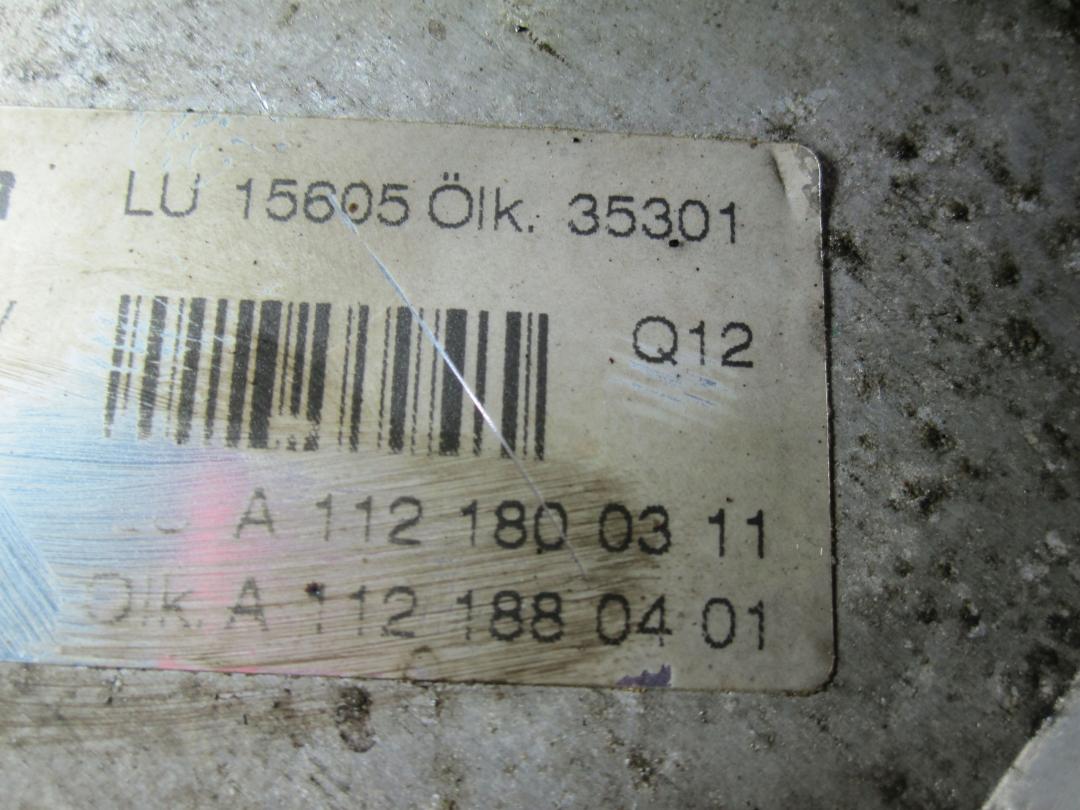 LU 15605 Ölk. 35301
Q12
A 112 180 03 11
Ölk. A 112 188 04 01